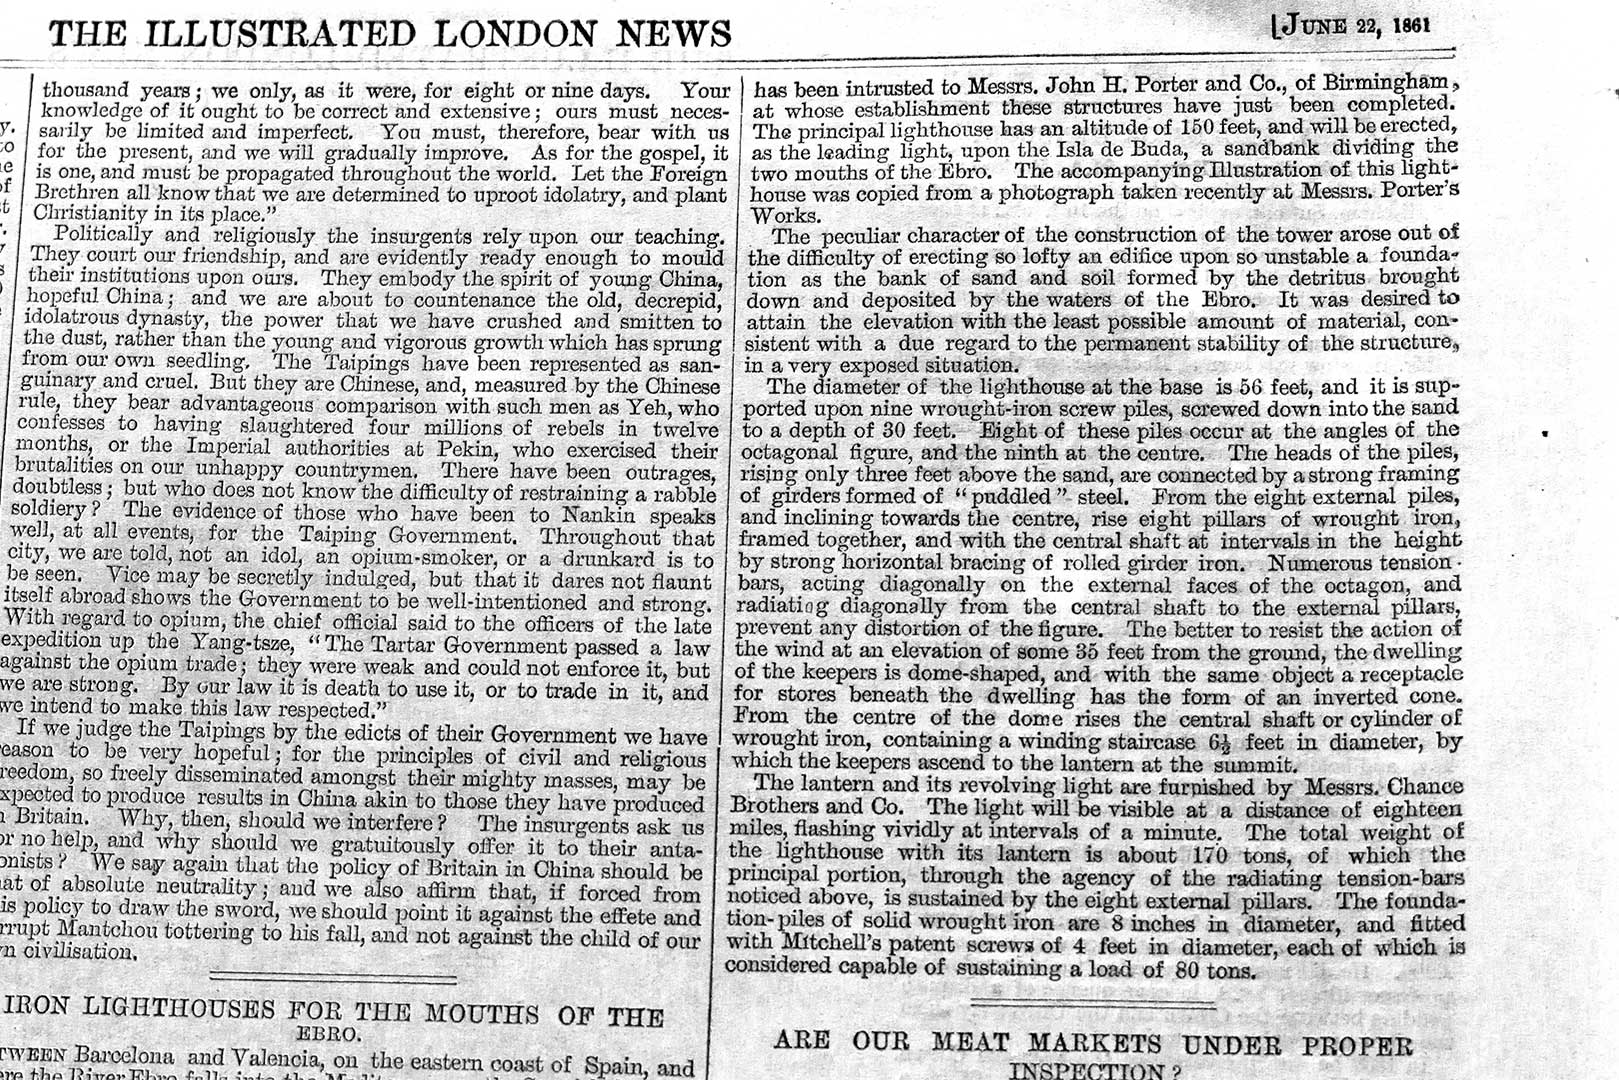 THE ILLUSTRATED LONDON NEWS
[JUNE 22, 1861
thousand years; we only, as it were, for eight or nine days. Your
knowledge of it ought to be correct and extensive; ours must neces-
sarily be limited and imperfect. You must, therefore, bear with us
for the present, and we will gradually improve. As for the gospel, it
is one, and must be propagated throughout the world. Let the Foreign
Brethren all know that we are determined to uproot idolatry, and plant
Christianity in its place."
Politically and religiously the insurgents rely upon our teaching.
They court our friendship, and are evidently ready enough to mould
their institutions upon ours. They embody the spirit of young China,
hopeful China; and we are about to countenance the old, decrepid,
idolatrous dynasty, the power that we have crushed and smitten to
the dust, rather than the young and vigorous growth which has sprung
from our own seedling. The Taipings have been represented as san-
guinary and cruel. But they are Chinese, and, measured by the Chinese
rule, they bear advantageous comparison with such men as Yeh, who
confesses to having slaughtered four millions of rebels in twelve
months, or the Imperial authorities at Pekin, who exercised their
brutalities on our unhappy countrymen. There have been outrages,
doubtless; but who does not know the difficulty of restraining a rabble
soldiery? The evidence of those who have been to Nankin speaks
well, at all events, for the Taiping Government. Throughout that
city, we are told, not an idol, an opium-smoker, or a drunkard is to
be seen. Vice may be secretly indulged, but that it dares not flaunt
itself abroad shows the Government to be well-intentioned and strong.
With regard to opium, the chief official said to the officers of the late
expedition up the Yang-tsze, "The Tartar Government passed a law
against the opium trade; they were weak and could not enforce it, but
we are strong. By our law it is death to use it, or to trade in it, and
we intend to make this law respected."
If we judge the Taipings by the edicts of their Government we have
eason to be very hopeful; for the principles of civil and religious
reedom, so freely disseminated amongst their mighty masses, may be
xpected to produce results in China akin to those they have produced
n Britain. Why, then, should we interfere? The insurgents ask us
or no help, and why should we gratuitously offer it to their anta-
onists? We say again that the policy of Britain in China should be
at of absolute neutrality; and we also affirm that, if forced from
is policy to draw the sword, we should point it against the effete and
rrupt Mantchou tottering to his fall, and not against the child of our
n civilisation.
IRON LIGHTHOUSES FOR THE MOUTHS OF THE
EBRO.
TWEEN Barcelona and Valencia, on the eastern coast of Spain, and
ere the River Ebro falls into the
has been intrusted to Messrs. John H. Porter and Co., of Birmingham,
at whose establishment these structures have just been completed.
The principal lighthouse has an altitude of 150 feet, and will be erected,
as the leading light, upon the Isla de Buda, a sandbank dividing the
two mouths of the Ebro. The accompanying Illustration of this light-
house was copied from a photograph taken recently at Messrs. Porter's
Works.
The peculiar character of the construction of the tower arose out of
the difficulty of erecting so lofty an edifice upon so unstable a founda-
tion as the bank of sand and soil formed by the detritus brought
down and deposited by the waters of the Ebro. It was desired to
attain the elevation with the least possible amount of material, con-
sistent with a due regard to the permanent stability of the structure,
in a very exposed situation.
The diameter of the lighthouse at the base is 56 feet, and it is sup-
ported upon nine wrought-iron screw piles, screwed down into the sand
to a depth of 30 feet. Eight of these piles occur at the angles of the
octagonal figure, and the ninth at the centre. The heads of the piles,
rising only three feet above the sand, are connected by a strong framing
of girders formed of "puddled" steel. From the eight external piles,
and inclining towards the centre, rise eight pillars of wrought iron,
framed together, and with the central shaft at intervals in the height
by strong horizontal bracing of rolled girder iron. Numerous tension-
bars, acting diagonally on the external faces of the octagon, and
radiating diagonally from the central shaft to the external pillars,
prevent any distortion of the figure. The better to resist the action of
the wind at an elevation of some 35 feet from the ground, the dwelling
of the keepers is dome-shaped, and with the same object a receptacle
for stores beneath the dwelling has the form of an inverted cone.
From the centre of the dome rises the central shaft or cylinder of
wrought iron, containing a winding staircase 6½ feet in diameter, by
which the keepers ascend to the lantern at the summit.
The lantern and its revolving light are furnished by Messrs. Chance
Brothers and Co. The light will be visible at a distance of eighteen
miles, flashing vividly at intervals of a minute. The total weight of
the lighthouse with its lantern is about 170 tons, of which the
principal portion, through the agency of the radiating tension-bars
noticed above, is sustained by the eight external pillars. The founda-
tion-piles of solid wrought iron are 8 inches in diameter, and fitted
with Mitchell's patent screws of 4 feet in diameter, each of which is
considered capable of sustaining a load of 80 tons.
ARE OUR MEAT MARKETS UNDER PROPER
INSPECTION?